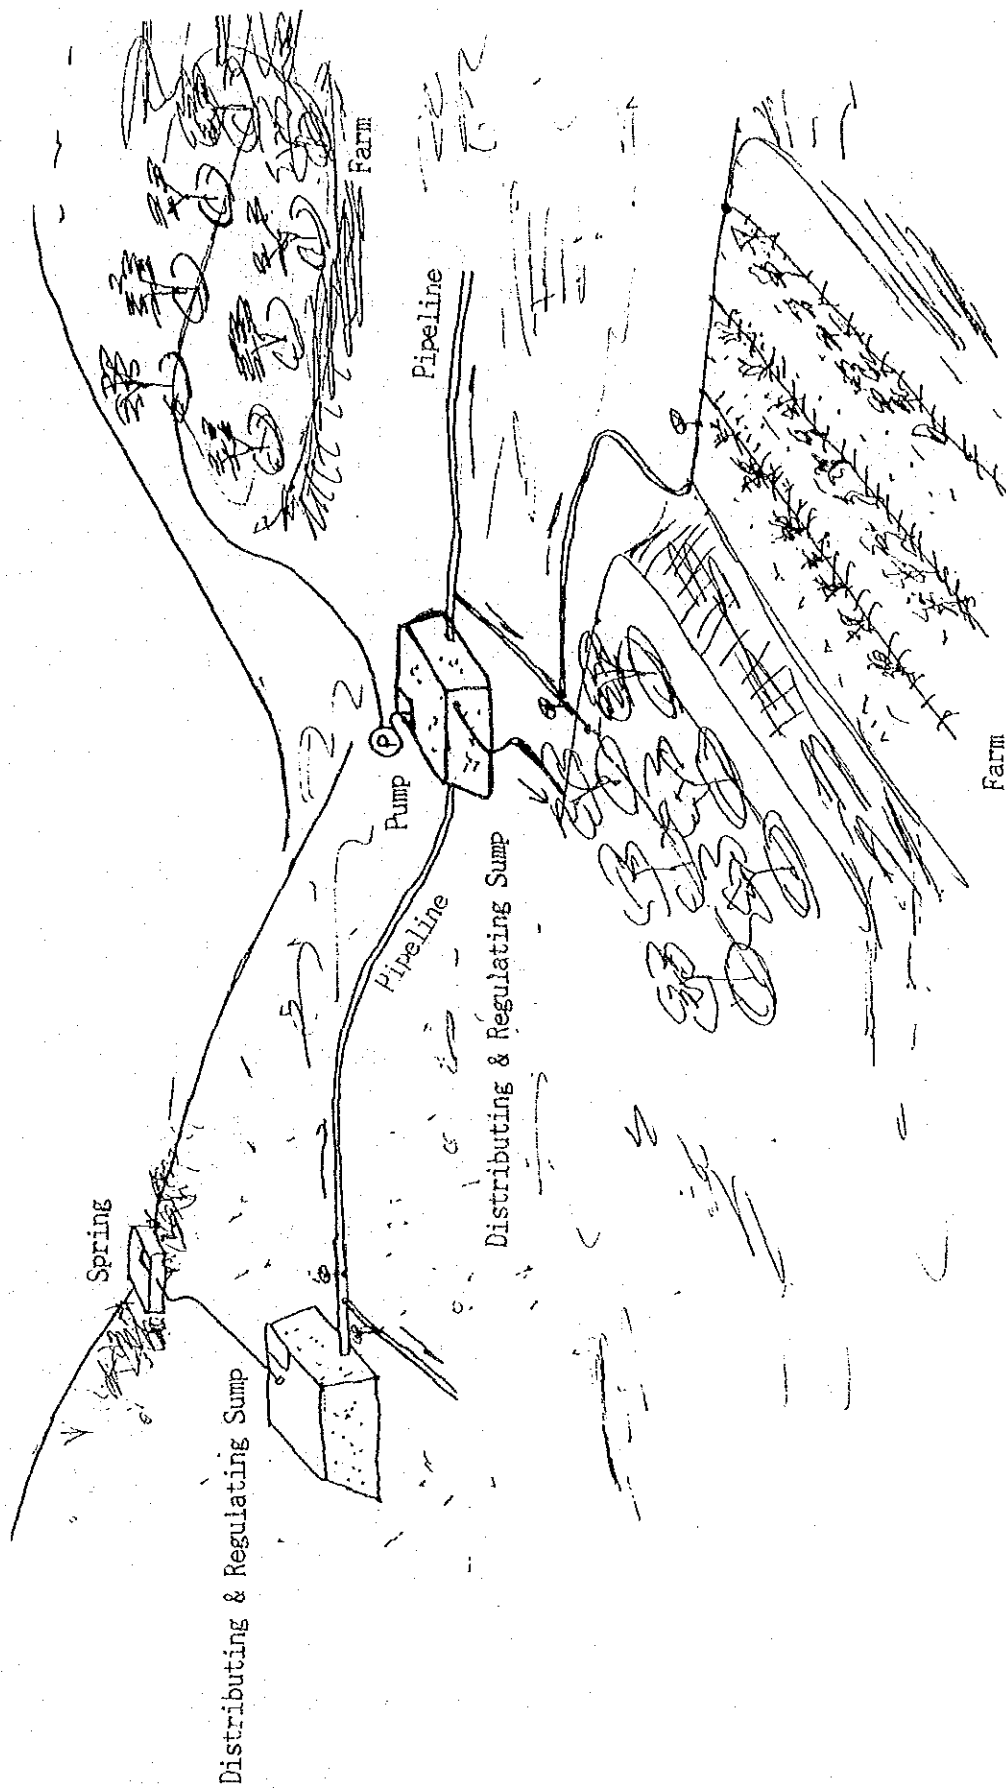 Spring
Distributing & Regulating Sump
Pipeline
Pump
P
Distributing & Regulating Sump
Pipeline
Farm
Farm